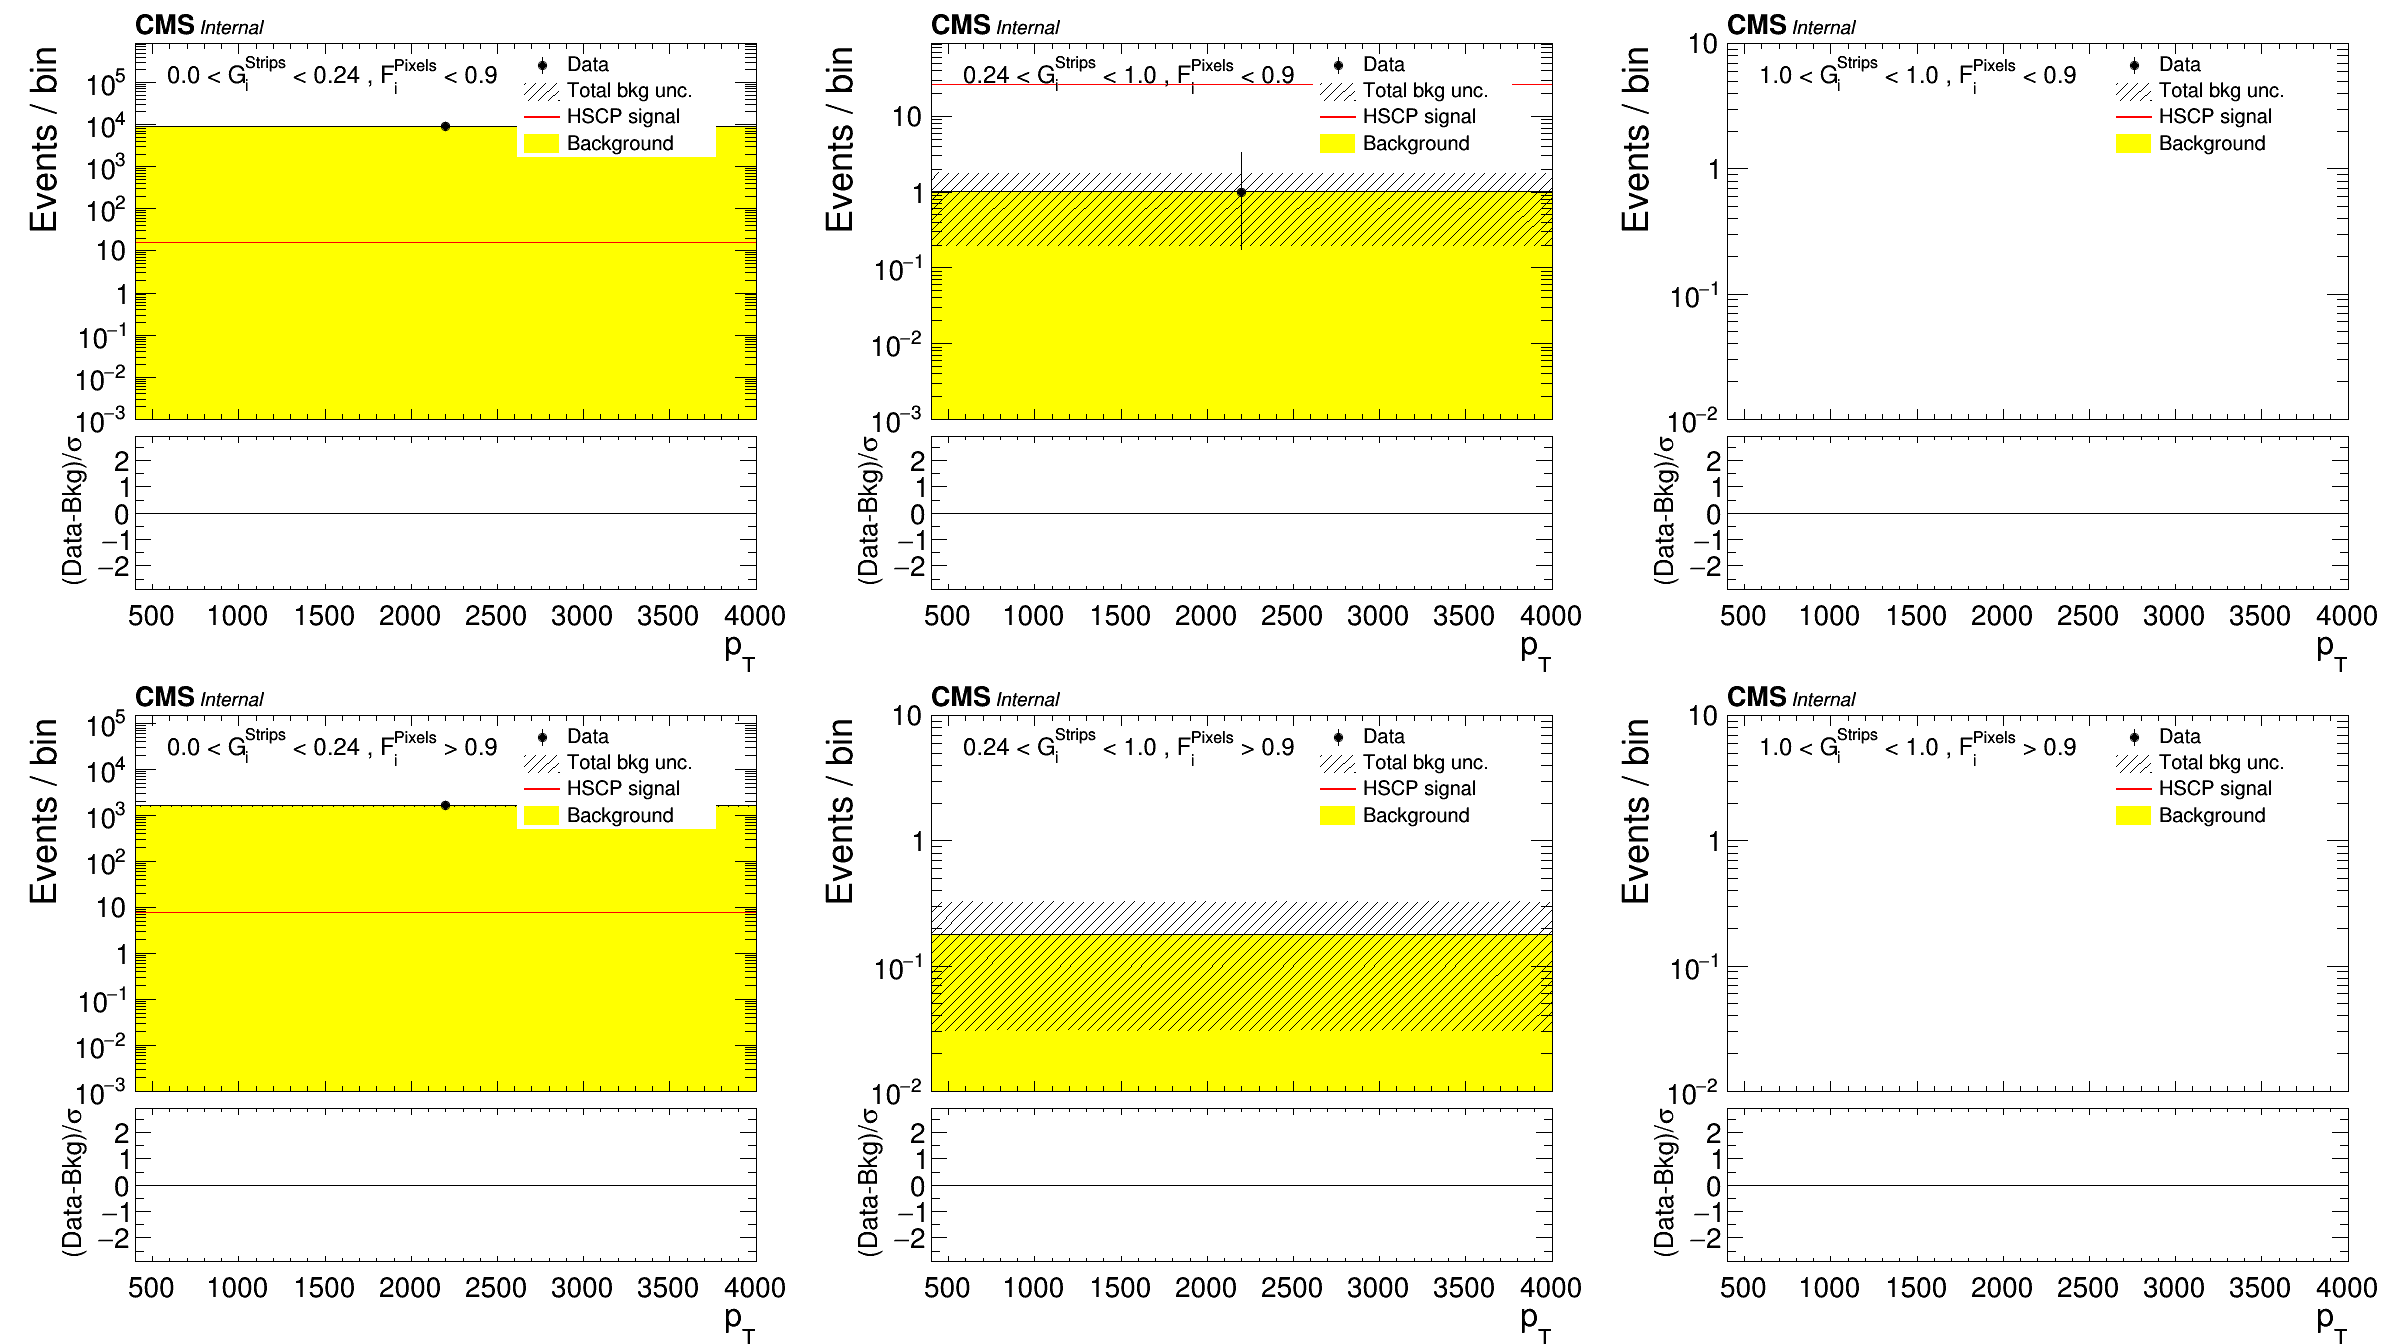 CMS Internal
Events / bin
0.0 < G_i^Strips < 0.24 , F_i^Pixels < 0.9
Data
Total bkg unc.
HSCP signal
Background
10^5
10^4
10^3
10^2
10
1
10^−1
10^−2
10^−3
(Data-Bkg)/σ
2
1
0
−1
−2
500 1000 1500 2000 2500 3000 3500 4000
p_T
CMS Internal
Events / bin
0.24 < G_i^Strips < 1.0 , F_i^Pixels < 0.9
Data
Total bkg unc.
HSCP signal
Background
10
1
10^−1
10^−2
10^−3
(Data-Bkg)/σ
2
1
0
−1
−2
500 1000 1500 2000 2500 3000 3500 4000
p_T
CMS Internal
Events / bin
1.0 < G_i^Strips < 1.0 , F_i^Pixels < 0.9
Data
Total bkg unc.
HSCP signal
Background
10
1
10^−1
10^−2
(Data-Bkg)/σ
2
1
0
−1
−2
500 1000 1500 2000 2500 3000 3500 4000
p_T
CMS Internal
Events / bin
0.0 < G_i^Strips < 0.24 , F_i^Pixels > 0.9
Data
Total bkg unc.
HSCP signal
Background
10^5
10^4
10^3
10^2
10
1
10^−1
10^−2
10^−3
(Data-Bkg)/σ
2
1
0
−1
−2
500 1000 1500 2000 2500 3000 3500 4000
p_T
CMS Internal
Events / bin
0.24 < G_i^Strips < 1.0 , F_i^Pixels > 0.9
Data
Total bkg unc.
HSCP signal
Background
10
1
10^−1
10^−2
(Data-Bkg)/σ
2
1
0
−1
−2
500 1000 1500 2000 2500 3000 3500 4000
p_T
CMS Internal
Events / bin
1.0 < G_i^Strips < 1.0 , F_i^Pixels > 0.9
Data
Total bkg unc.
HSCP signal
Background
10
1
10^−1
10^−2
(Data-Bkg)/σ
2
1
0
−1
−2
500 1000 1500 2000 2500 3000 3500 4000
p_T